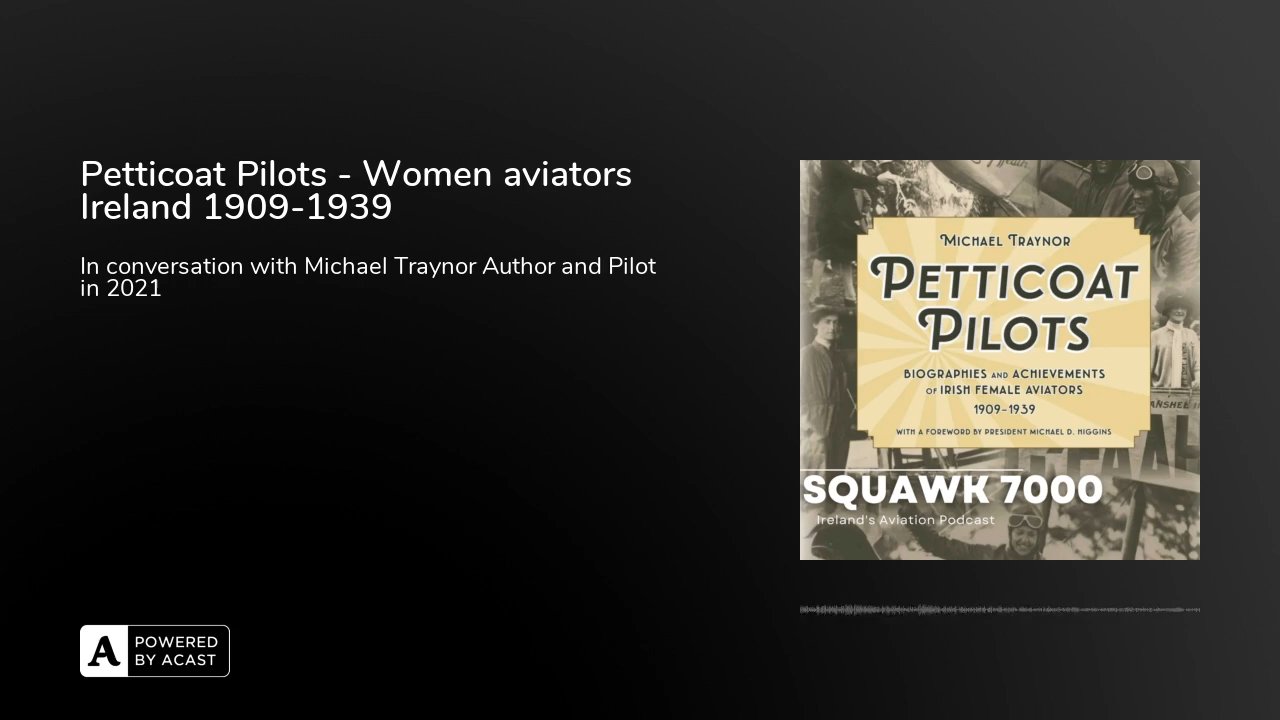 Petticoat Pilots - Women aviators
Ireland 1909-1939
In conversation with Michael Traynor Author and Pilot
in 2021
MICHAEL TRAYNOR
PETTICOAT
PILOTS
BIOGRAPHIES AND ACHIEVEMENTS
OF IRISH FEMALE AVIATORS
1909-1939
WITH A FOREWORD BY PRESIDENT MICHAEL D. HIGGINS
SQUAWK 7000
Ireland's Aviation Podcast
A POWERED
BY ACAST